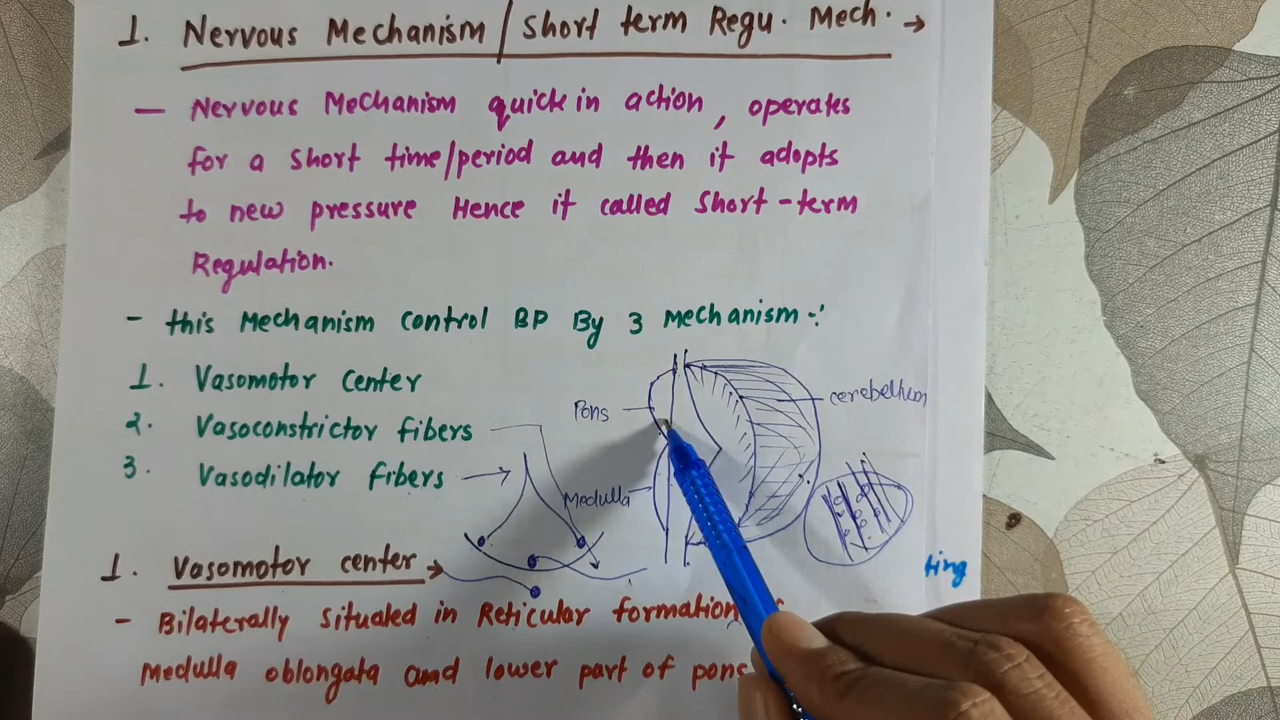 1. Nervous Mechanism / Short term Regu. Mech. →
— Nervous Mechanism quick in action, operates
for a short time/period and then it adopts
to new pressure Hence it called Short-term
Regulation.
- this Mechanism control BP By 3 Mechanism :-
1. Vasomotor Center
2. Vasoconstrictor fibers
3. Vasodilator fibers →
Pons
cerebellum
Medulla
1. Vasomotor center →
- Bilaterally situated in Reticular formation
Medulla oblongata and lower part of pons
ting